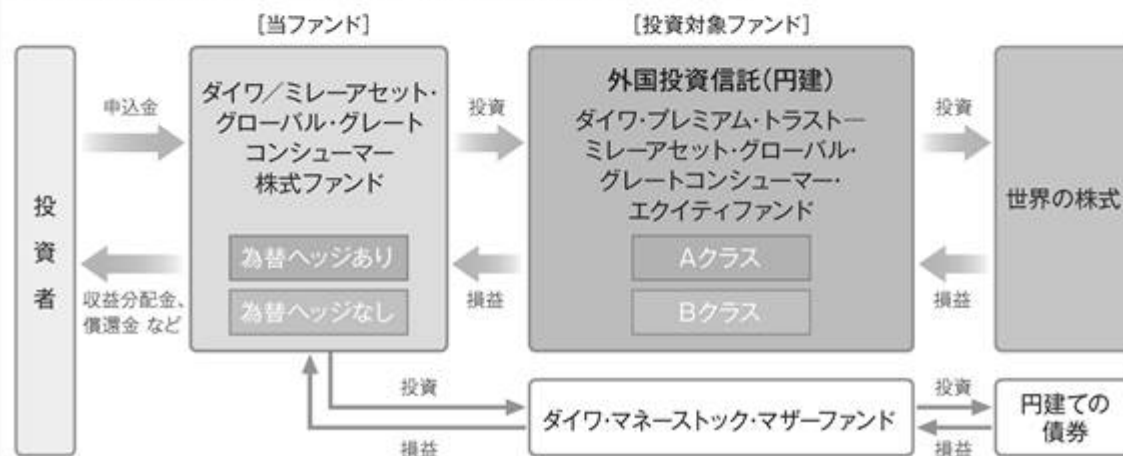 [当ファンド]
[投資対象ファンド]
投資者
申込金
収益分配金、
償還金 など
ダイワ／ミレーアセット・
グローバル・グレート
コンシューマー
株式ファンド
為替ヘッジあり
為替ヘッジなし
投資
損益
外国投資信託(円建)
ダイワ・プレミアム・トラスト―
ミレーアセット・グローバル・
グレートコンシューマー・
エクイティファンド
Aクラス
Bクラス
投資
損益
世界の株式
投資
損益
ダイワ・マネーストック・マザーファンド
投資
損益
円建ての
債券